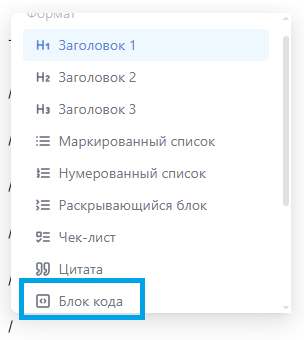 Формат
H1 Заголовок 1
H2 Заголовок 2
H3 Заголовок 3
Маркированный список
Нумерованный список
Раскрывающийся блок
Чек-лист
Цитата
Блок кода
/